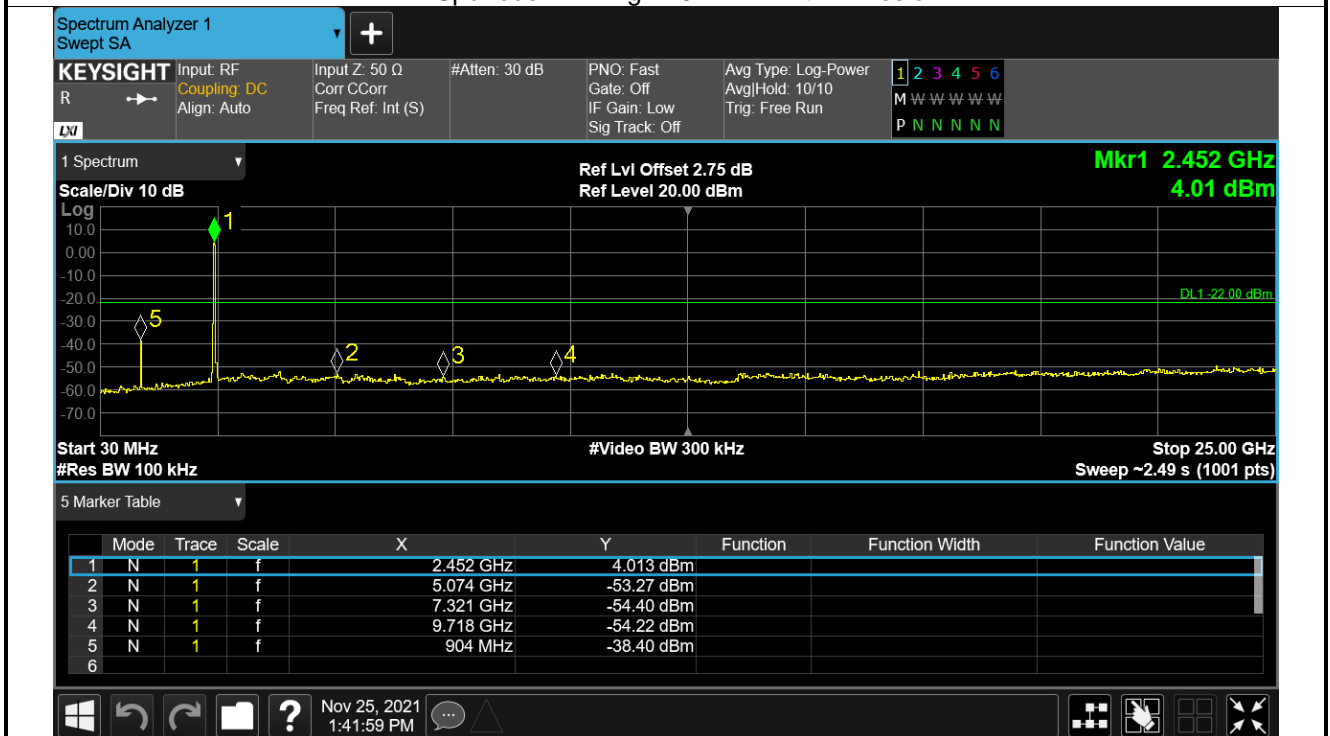 Spectrum Analyzer 1
Swept SA
+
KEYSIGHT Input: RF Input Z: 50 Ω #Atten: 30 dB PNO: Fast Avg Type: Log-Power 1 2 3 4 5 6
R Coupling: DC Corr CCorr Gate: Off Avg|Hold: 10/10 M W W W W W
Align: Auto Freq Ref: Int (S) IF Gain: Low Trig: Free Run
LXI Sig Track: Off P N N N N N
1 Spectrum Ref Lvl Offset 2.75 dB Mkr1 2.452 GHz
Scale/Div 10 dB Ref Level 20.00 dBm 4.01 dBm
Log
1
10.0
0.00
-10.0
-20.0
DL1 -22.00 dBm
-30.0 5
-40.0
2 3 4
-50.0
-60.0
-70.0
Start 30 MHz #Video BW 300 kHz Stop 25.00 GHz
#Res BW 100 kHz Sweep ~2.49 s (1001 pts)
5 Marker Table
Mode Trace Scale X Y Function Function Width Function Value
1 N 1 f 2.452 GHz 4.013 dBm
2 N 1 f 5.074 GHz -53.27 dBm
3 N 1 f 7.321 GHz -54.40 dBm
4 N 1 f 9.718 GHz -54.22 dBm
5 N 1 f 904 MHz -38.40 dBm
6
? Nov 25, 2021
1:41:59 PM